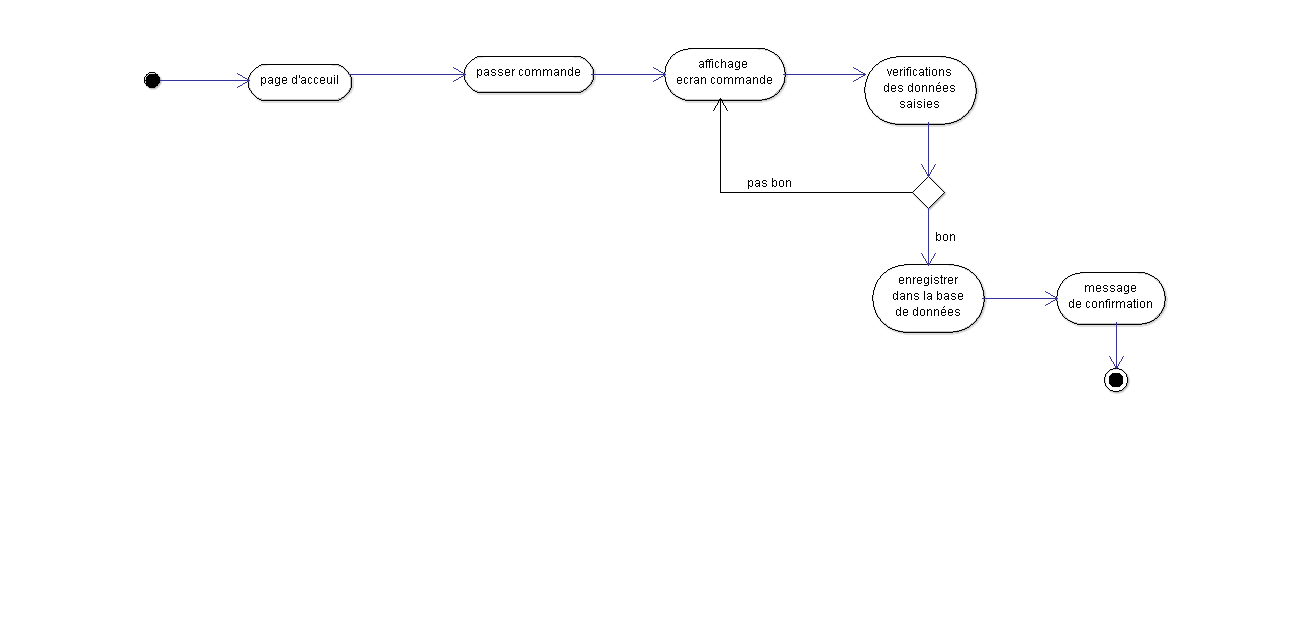 page d'acceuil
passer commande
affichage
ecran commande
verifications
des données
saisies
pas bon
bon
enregistrer
dans la base
de données
message
de confirmation